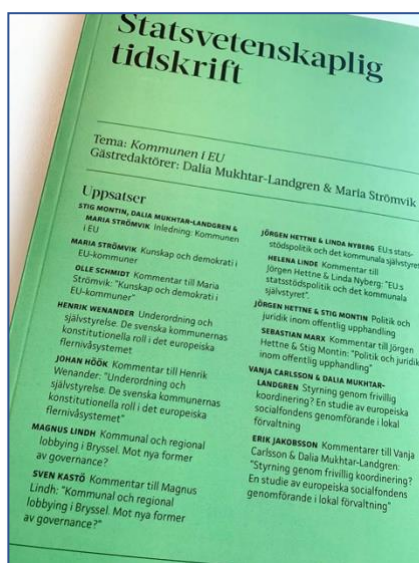 Statsvetenskaplig
tidskrift
Tema: Kommunen I EU
Gästredaktörer: Dalia Mukhtar-Landgren & Maria Strömvik
Uppsatser
STIG MONTIN, DALIA MUKHTAR-LANDGREN &
MARIA STRÖMVIK Inledning: Kommunen
i EU
MARIA STRÖMVIK Kunskap och demokrati i
EU-kommuner
OLLE SCHMIDT Kommentar till Maria
Strömvik: "Kunskap och demokrati i
EU-kommuner"
HENRIK WENANDER Underordning och
självstyrelse. De svenska kommunernas
konstitutionella roll i det europeiska
flernivåsystemet
JOHAN HÖÖK Kommentar till Henrik
Wenander: "Underordning och
självstyrelse. De svenska kommunernas
konstitutionella roll i det europeiska
flernivåsystemet"
MAGNUS LINDH Kommunal och regional
lobbying i Bryssel. Mot nya former
av governance?
SVEN KASTÖ Kommentar till Magnus
Lindh: "Kommunal och regional
lobbying i Bryssel. Mot nya former
av governance?"
JÖRGEN HETTNE & LINDA NYBERG EU:s stats-
stödspolitik och det kommunala självstyret
HELENA LINDE Kommentar till
Jörgen Hettne & Linda Nyberg: "EU:s
statsstödspolitik och det kommunala
självstyret".
JÖRGEN HETTNE & STIG MONTIN Politik och
juridik inom offentlig upphandling
SEBASTIAN MARX Kommentar till Jörgen
Hettne & Stig Montin: "Politik och juridik
inom offentlig upphandling"
VANJA CARLSSON & DALIA MUKHTAR-
LANDGREN Styrning genom frivillig
koordinering? En studie av europeiska
socialfondens genomförande i lokal
förvaltning
ERIK JAKOBSSON Kommentarer till Vanja
Carlsson & Dalia Mukhtar-Landgren:
"Styrning genom frivillig koordinering?
En studie av europeiska socialfondens
genomförande i lokal förvaltning"